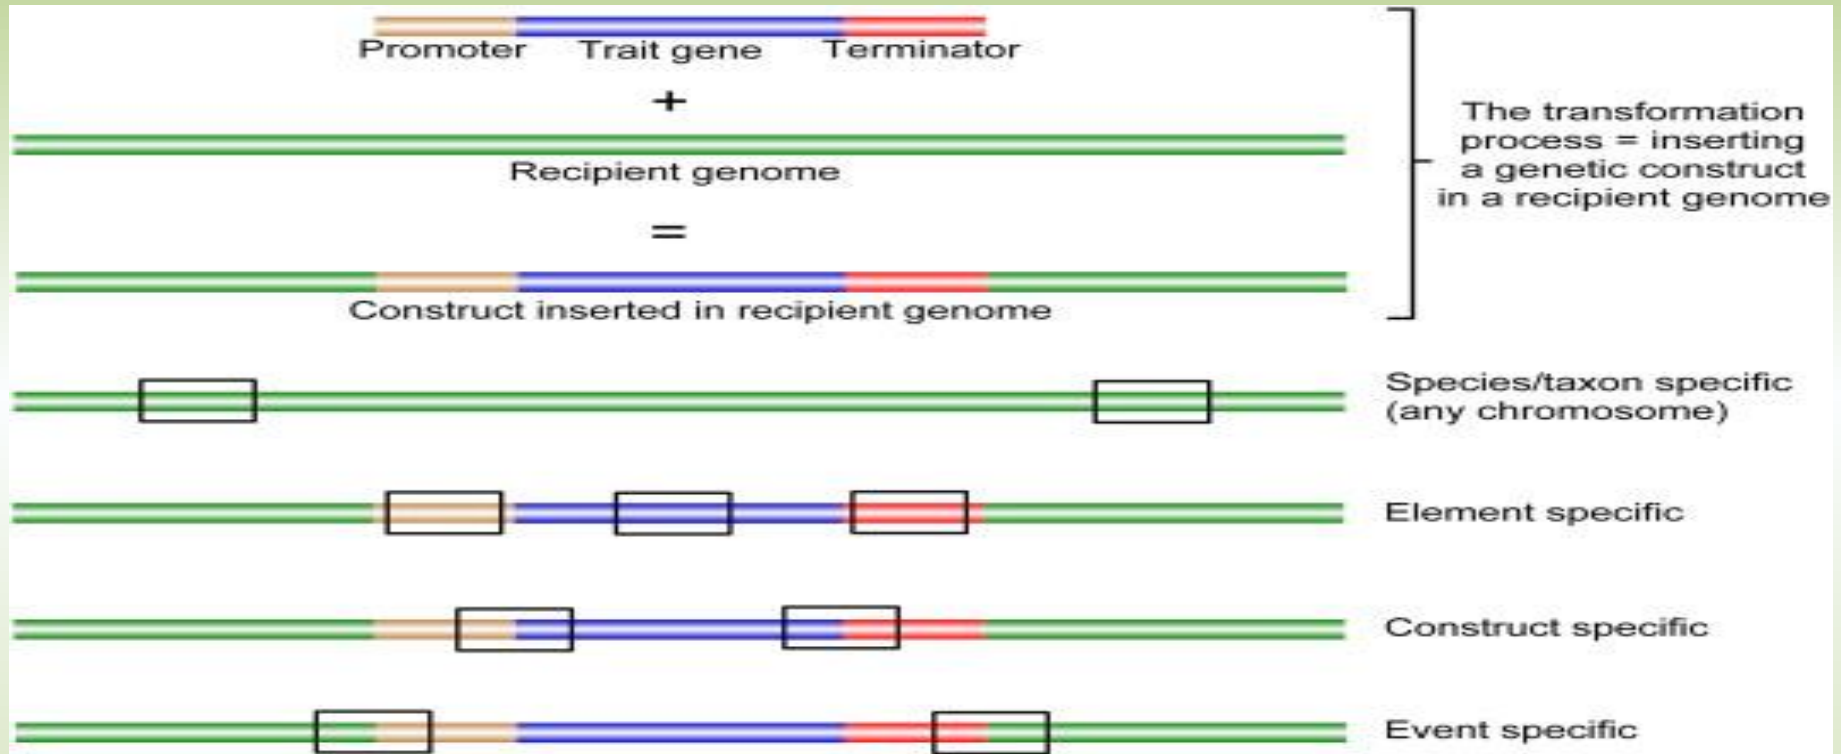 Promoter Trait gene Terminator
+
Recipient genome
=
Construct inserted in recipient genome
The transformation
process = inserting
a genetic construct
in a recipient genome
Species/taxon specific
(any chromosome)
Element specific
Construct specific
Event specific